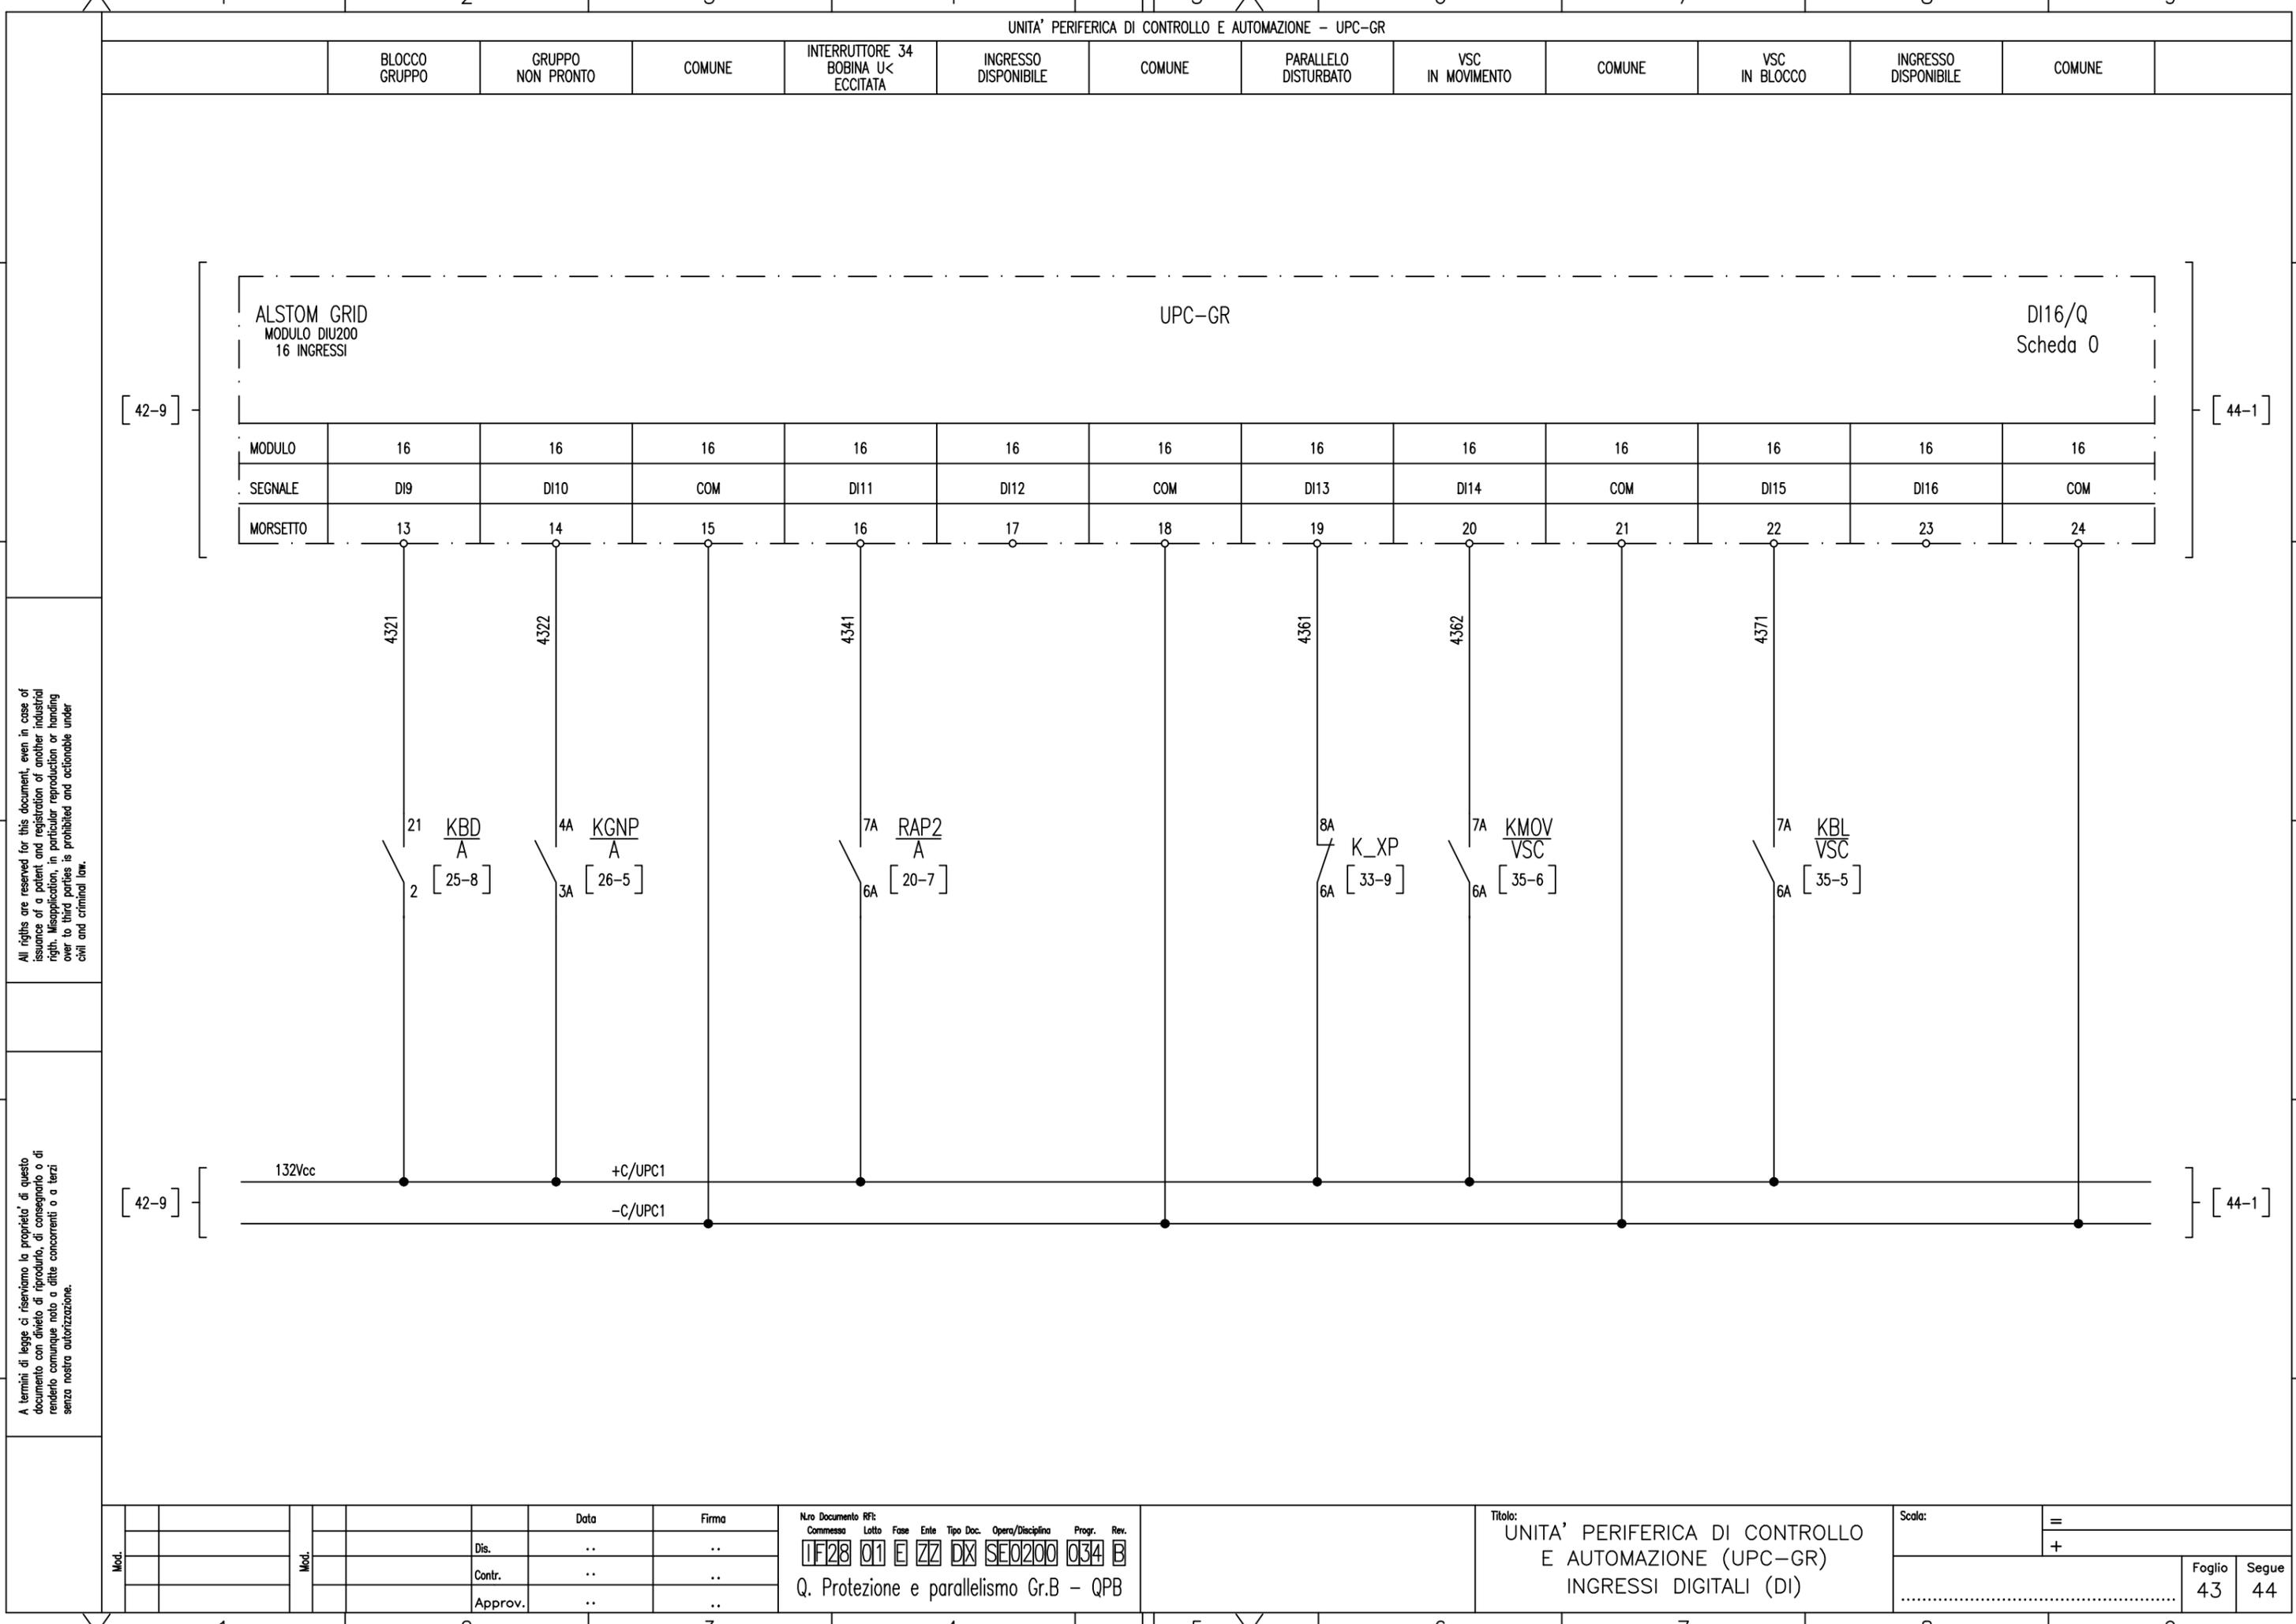 UNITA' PERIFERICA DI CONTROLLO E AUTOMAZIONE - UPC-GR
BLOCCO
GRUPPO
GRUPPO
NON PRONTO
COMUNE
INTERRUTTORE 34
BOBINA U<
ECCITATA
INGRESSO
DISPONIBILE
COMUNE
PARALLELO
DISTURBATO
VSC
IN MOVIMENTO
COMUNE
VSC
IN BLOCCO
INGRESSO
DISPONIBILE
COMUNE
ALSTOM GRID
MODULO DIU200
16 INGRESSI
UPC-GR
DI16/Q
Scheda 0
42-9
44-1
MODULO 16 16 16 16 16 16 16 16 16 16 16 16
SEGNALE DI9 DI10 COM DI11 DI12 COM DI13 DI14 COM DI15 DI16 COM
MORSETTO 13 14 15 16 17 18 19 20 21 22 23 24
4321 4322 4341 4361 4362 4371
21 KBD
A
2 25-8
4A KGNP
A
3A 26-5
7A RAP2
A
6A 20-7
8A K_XP
6A 33-9
7A KMOV
VSC
6A 35-6
7A KBL
VSC
6A 35-5
132Vcc +C/UPC1
-C/UPC1
42-9
44-1
All rigths are reserved for this document, even in case of
issuance of a patent and registration of another industrial
rigth. Misapplication, in particular reproduction or handing
over to third parties is prohibited and actionable under
civil and criminal law.
A termini di legge ci riserviamo la proprieta' di questo
documento con divieto di riprodurlo, di consegnarlo o di
renderlo comunque noto a ditte concorrenti o a terzi
senza nostra autorizzazione.
Mod.
Mod.
Data Firma
Dis. .. ..
Contr. .. ..
Approv. .. ..
N.ro Documento RFI:
Commessa Lotto Fase Ente Tipo Doc. Opera/Disciplina Progr. Rev.
IF28 01 E ZZ DX SE0200 034 B
Q. Protezione e parallelismo Gr.B - QPB
Titolo:
UNITA' PERIFERICA DI CONTROLLO
E AUTOMAZIONE (UPC-GR)
INGRESSI DIGITALI (DI)
Scala:
=
+
Foglio Segue
43 44